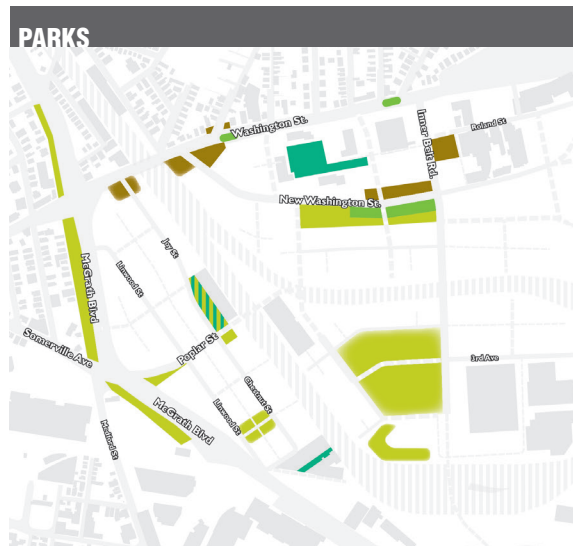 PARKS
Washington St.
Inner Belt Rd.
Roland St
New Washington St.
Joy St
Linwood St
McGrath Blvd
Poplar St
Somerville Ave
3rd Ave
Chestnut St
Linwood St
McGrath Blvd
Medford St